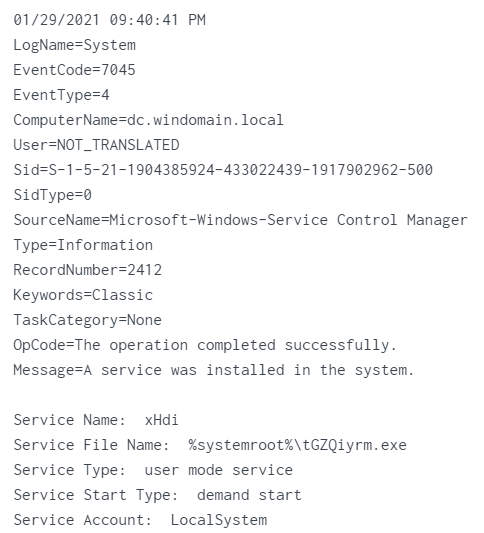 01/29/2021 09:40:41 PM
LogName=System
EventCode=7045
EventType=4
ComputerName=dc.windomain.local
User=NOT_TRANSLATED
Sid=S-1-5-21-1904385924-433022439-1917902962-500
SidType=0
SourceName=Microsoft-Windows-Service Control Manager
Type=Information
RecordNumber=2412
Keywords=Classic
TaskCategory=None
OpCode=The operation completed successfully.
Message=A service was installed in the system.
Service Name:  xHdi
Service File Name:  %systemroot%\tGZQiyrm.exe
Service Type:  user mode service
Service Start Type:  demand start
Service Account:  LocalSystem